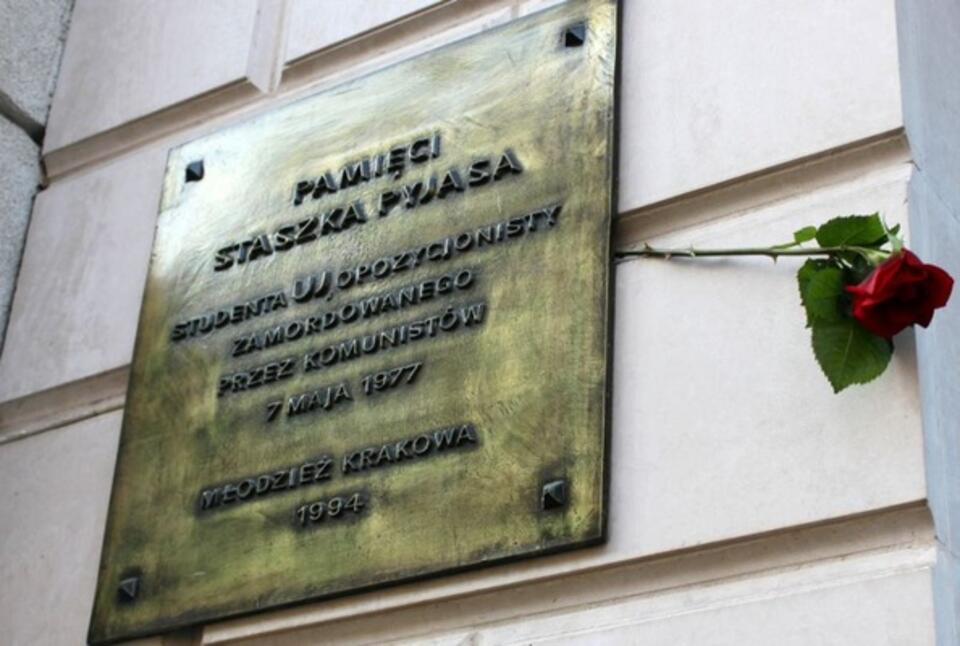 PAMIĘCI
STASZKA PYJASA
STUDENTA UJ, OPOZYCJONISTY
ZAMORDOWANEGO
PRZEZ KOMUNISTÓW
7 MAJA 1977
MŁODZIEŻ KRAKOWA
1994